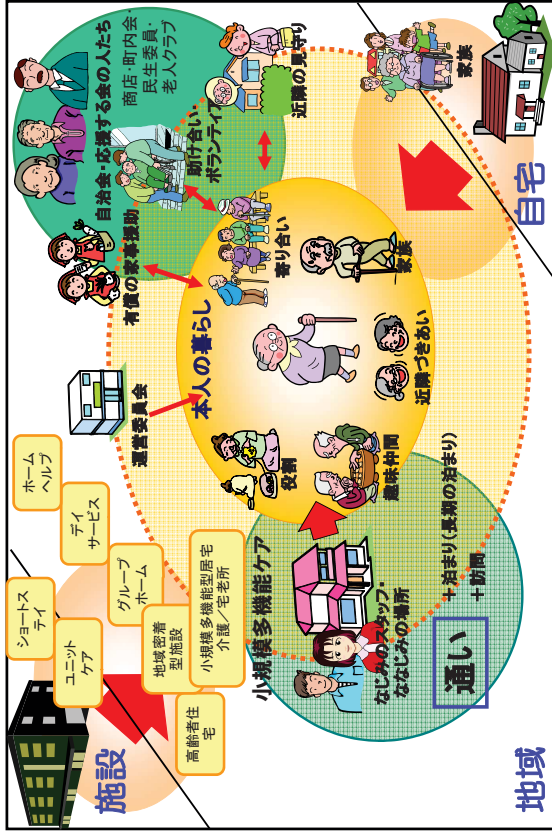 施設
ショートス
ティ
ユニット
ケア
ホーム
ヘルプ
デイ
サービス
グループ
ホーム
地域密着
型施設
小規模多機能型居宅
介護／宅老所
高齢者住
宅
運営委員会
有償の家事援助
自治会・応援する会の人たち
商店・町内会・
民生委員・
老人クラブ
助け合い・
ボランティア
近隣の見守り
本人の暮らし
役割
寄り合い
趣味仲間
近隣づきあい
家族
小規模多機能ケア
なじみのスタッフ・
ななじみの場所
通い
＋泊まり（長期の泊まり）
＋訪問
家族
自宅
地域